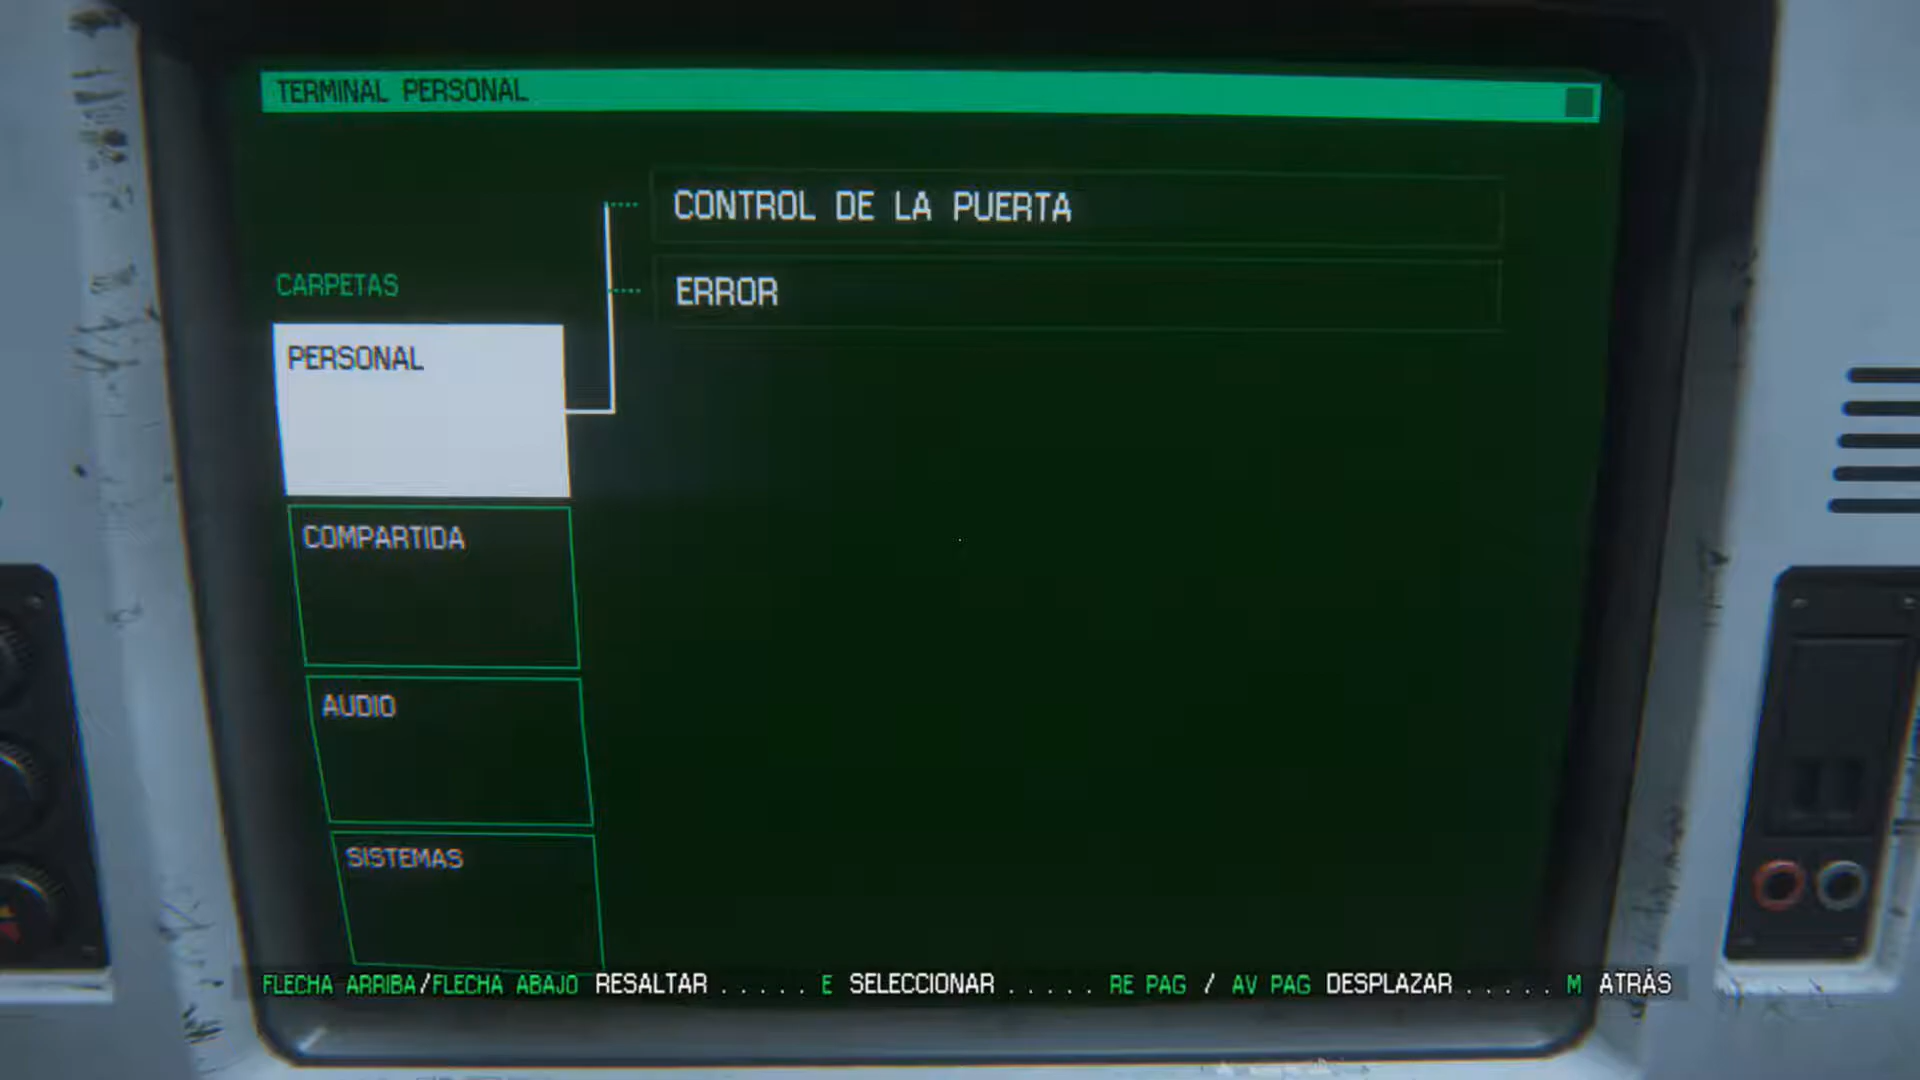 TERMINAL PERSONAL
CONTROL DE LA PUERTA
ERROR
CARPETAS
PERSONAL
COMPARTIDA
AUDIO
SISTEMAS
FLECHA ARRIBA/FLECHA ABAJO RESALTAR ..... E SELECCIONAR ..... RE PAG / AV PAG DESPLAZAR ..... M ATRÁS